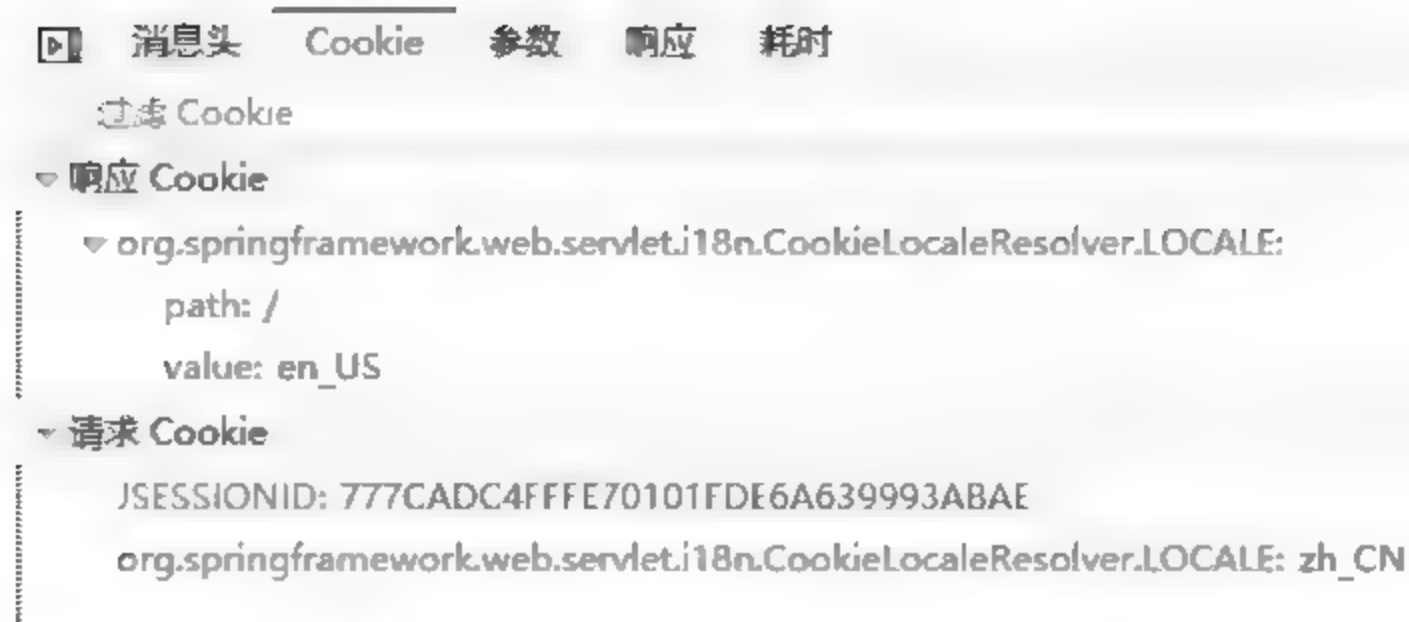 消息头 Cookie 参数 响应 耗时
过滤 Cookie
响应 Cookie
org.springframework.web.servlet.i18n.CookieLocaleResolver.LOCALE:
path: /
value: en_US
请求 Cookie
JSESSIONID: 777CADC4FFFE70101FDE6A639993ABAE
org.springframework.web.servlet.i18n.CookieLocaleResolver.LOCALE: zh_CN